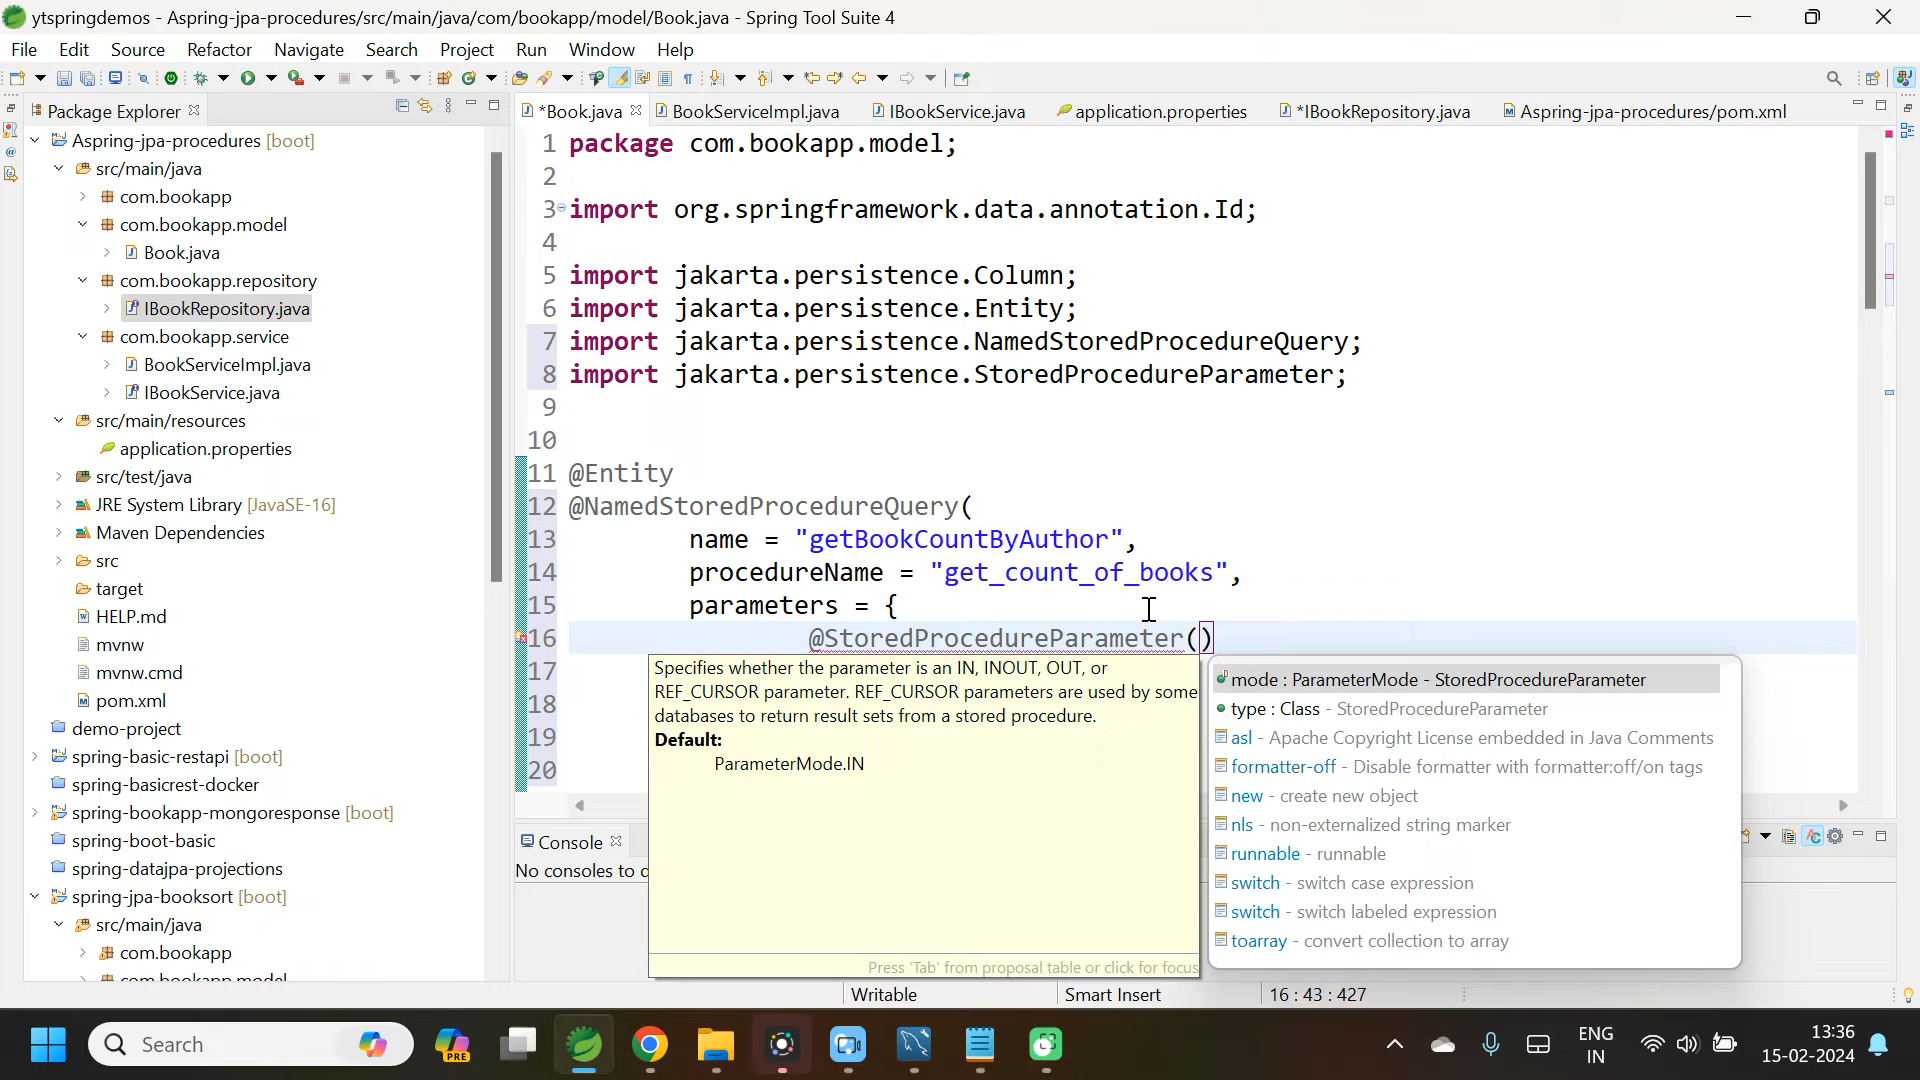 ytspringdemos - Aspring-jpa-procedures/src/main/java/com/bookapp/model/Book.java - Spring Tool Suite 4
File Edit Source Refactor Navigate Search Project Run Window Help
Package Explorer
Aspring-jpa-procedures [boot]
src/main/java
com.bookapp
com.bookapp.model
Book.java
com.bookapp.repository
IBookRepository.java
com.bookapp.service
BookServiceImpl.java
IBookService.java
src/main/resources
application.properties
src/test/java
JRE System Library [JavaSE-16]
Maven Dependencies
src
target
HELP.md
mvnw
mvnw.cmd
pom.xml
demo-project
spring-basic-restapi [boot]
spring-basicrest-docker
spring-bookapp-mongoresponse [boot]
spring-boot-basic
spring-datajpa-projections
spring-jpa-booksort [boot]
src/main/java
com.bookapp
com.bookapp.model
*Book.java BookServiceImpl.java IBookService.java application.properties *IBookRepository.java Aspring-jpa-procedures/pom.xml
1 package com.bookapp.model;
2
3 import org.springframework.data.annotation.Id;
4
5 import jakarta.persistence.Column;
6 import jakarta.persistence.Entity;
7 import jakarta.persistence.NamedStoredProcedureQuery;
8 import jakarta.persistence.StoredProcedureParameter;
9
10
11 @Entity
12 @NamedStoredProcedureQuery(
13 name = "getBookCountByAuthor",
14 procedureName = "get_count_of_books",
15 parameters = {
16 @StoredProcedureParameter()
17
18
19
20
Specifies whether the parameter is an IN, INOUT, OUT, or
REF_CURSOR parameter. REF_CURSOR parameters are used by some
databases to return result sets from a stored procedure.
Default:
ParameterMode.IN
Press 'Tab' from proposal table or click for focus
mode : ParameterMode - StoredProcedureParameter
type : Class - StoredProcedureParameter
asl - Apache Copyright License embedded in Java Comments
formatter-off - Disable formatter with formatter:off/on tags
new - create new object
nls - non-externalized string marker
runnable - runnable
switch - switch case expression
switch - switch labeled expression
toarray - convert collection to array
Console
No consoles to
Writable Smart Insert 16 : 43 : 427
Search
PRE
ENG
IN
13:36
15-02-2024